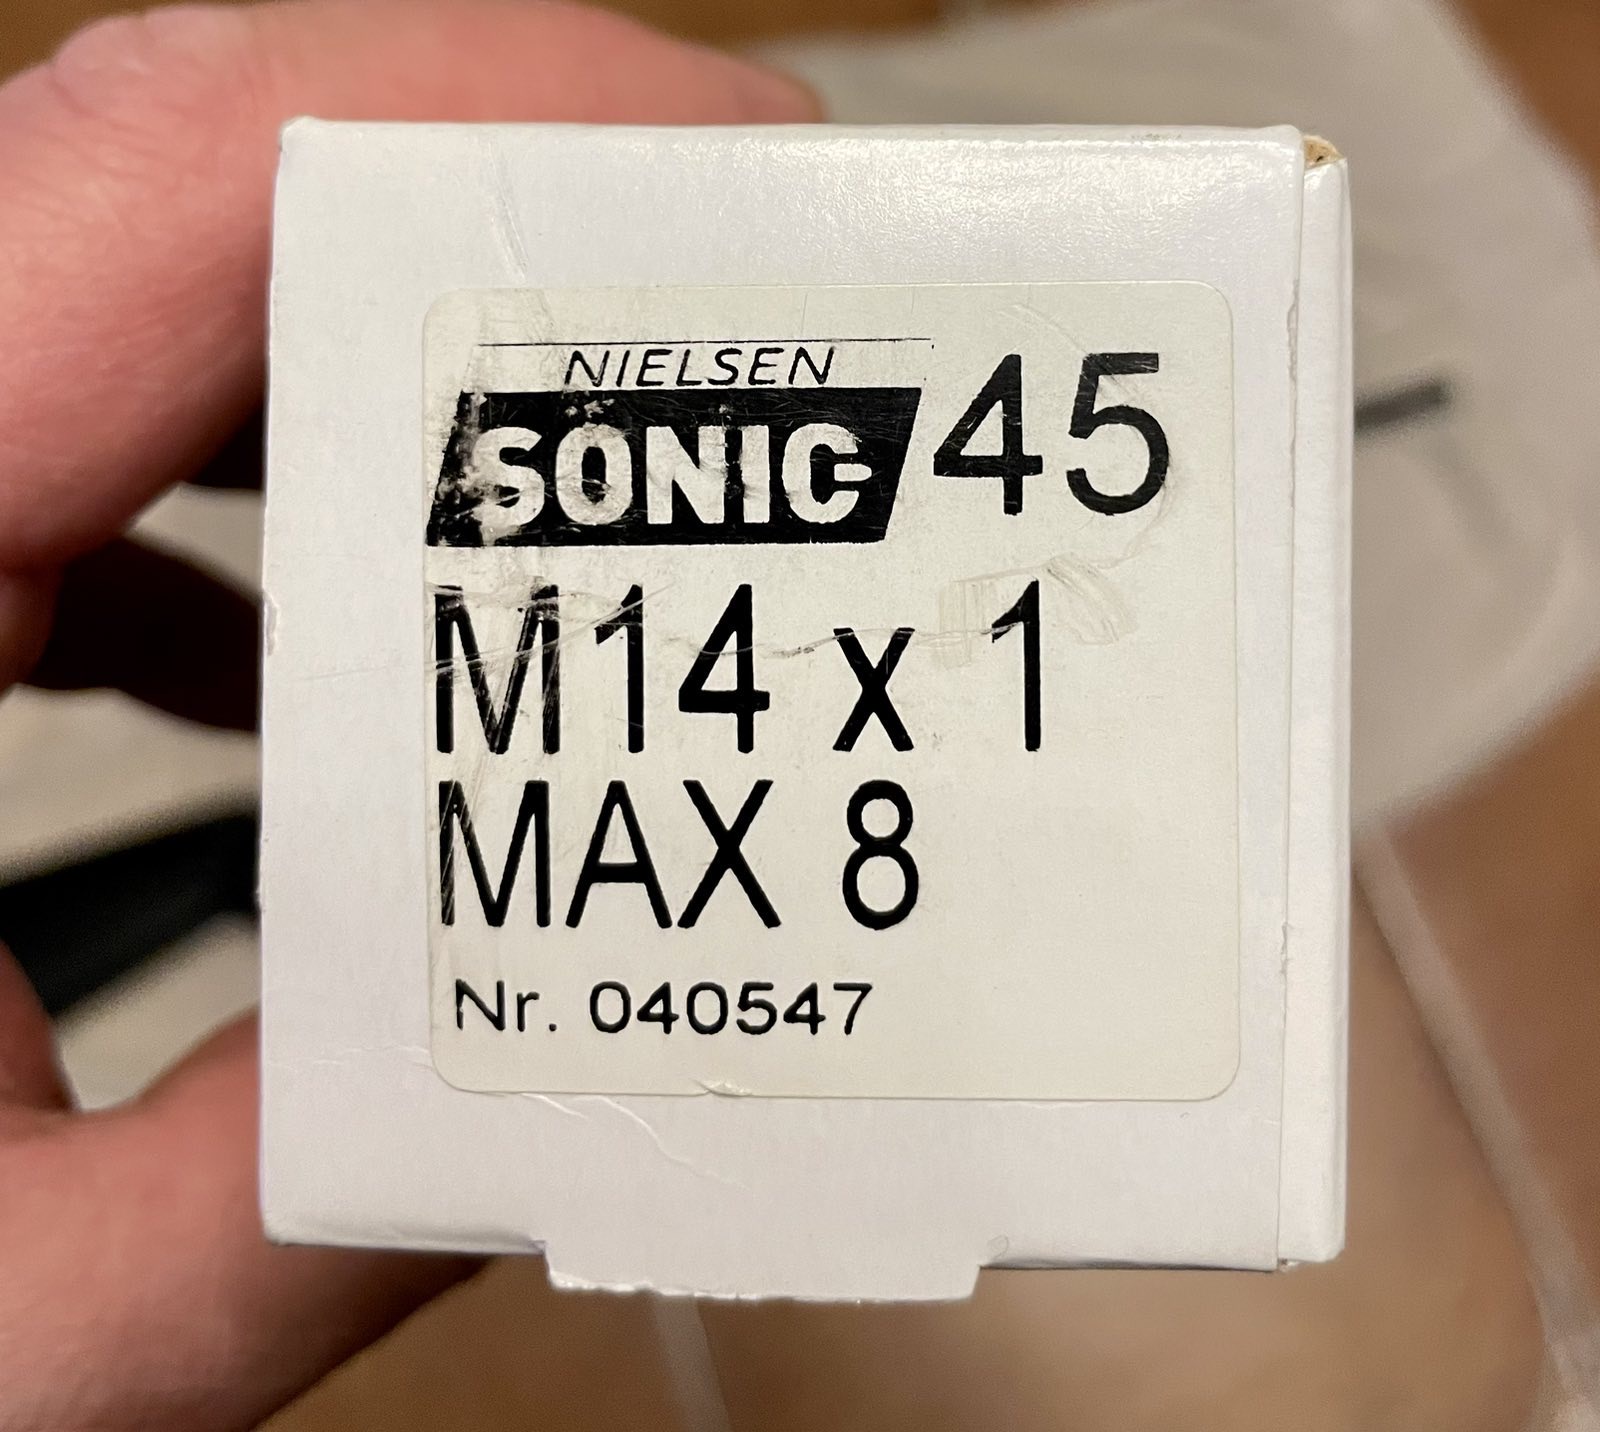 NIELSEN
SONIC 45
M14 x 1
MAX 8
Nr. 040547